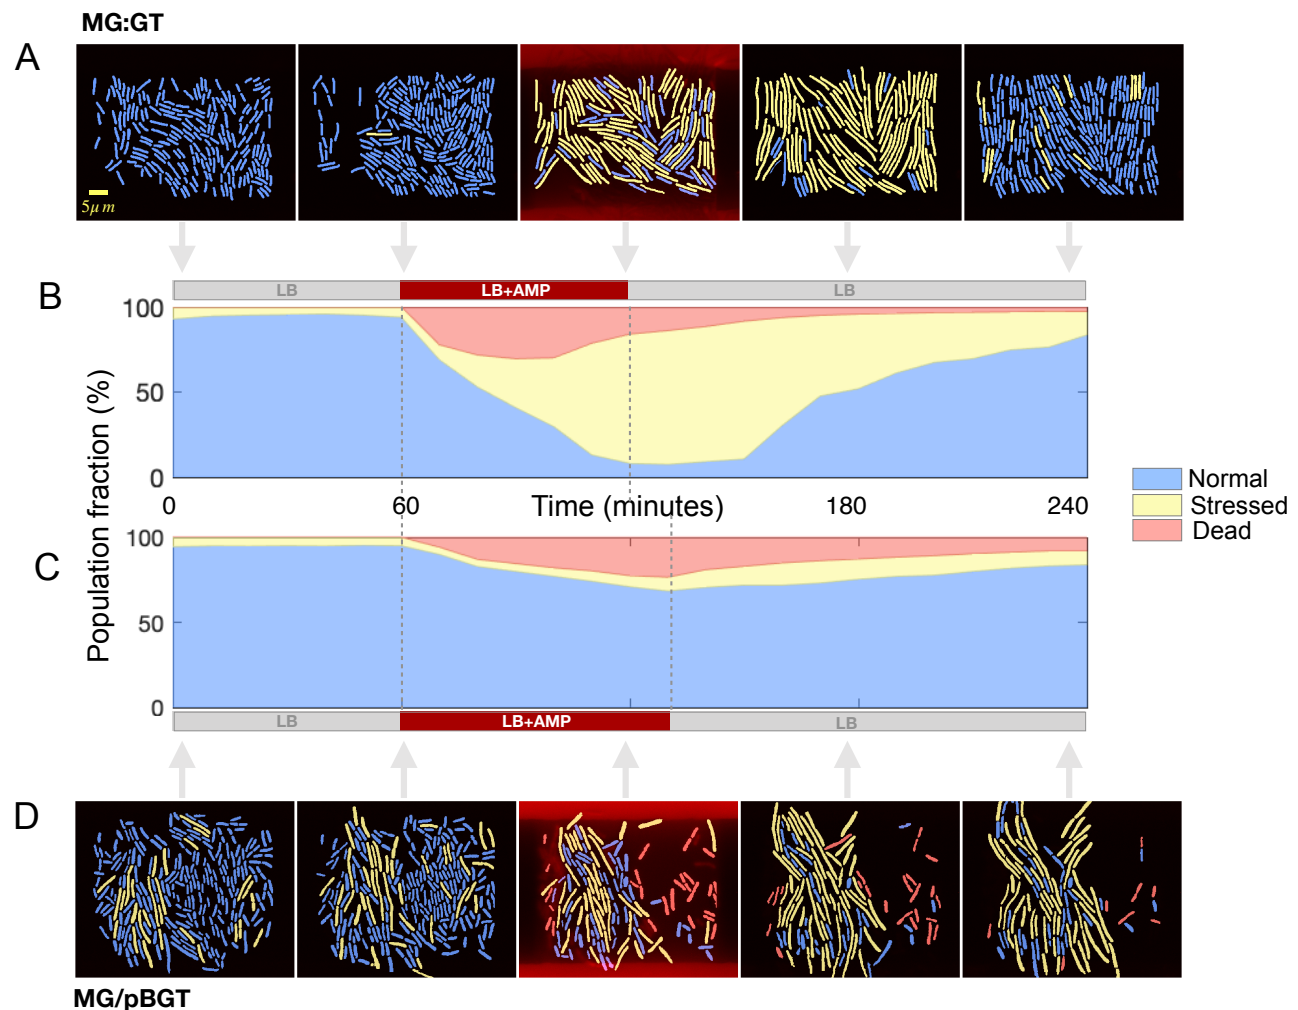 MG:GT
A
5μm
B
LB
LB+AMP
LB
100
50
0
Population fraction (%)
0
60
Time (minutes)
180
240
Normal
Stressed
Dead
C
100
50
0
LB
LB+AMP
LB
D
MG/pBGT